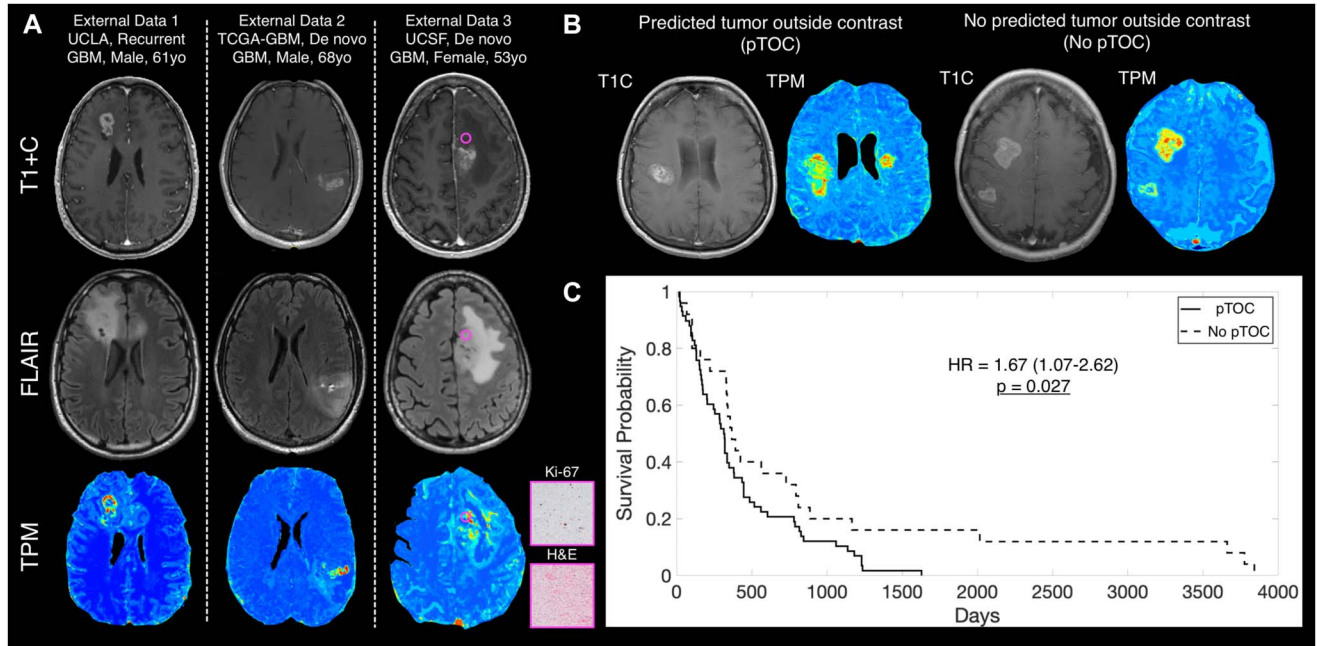 A
External Data 1
UCLA, Recurrent
GBM, Male, 61yo
External Data 2
TCGA-GBM, De novo
GBM, Male, 68yo
External Data 3
UCSF, De novo
GBM, Female, 53yo
T1+C
FLAIR
TPM
Ki-67
H&E
B
Predicted tumor outside contrast
(pTOC)
T1C
TPM
No predicted tumor outside contrast
(No pTOC)
T1C
TPM
C
Survival Probability
1
0.8
0.6
0.4
0.2
0
pTOC
No pTOC
HR = 1.67 (1.07-2.62)
p = 0.027
0 500 1000 1500 2000 2500 3000 3500 4000
Days